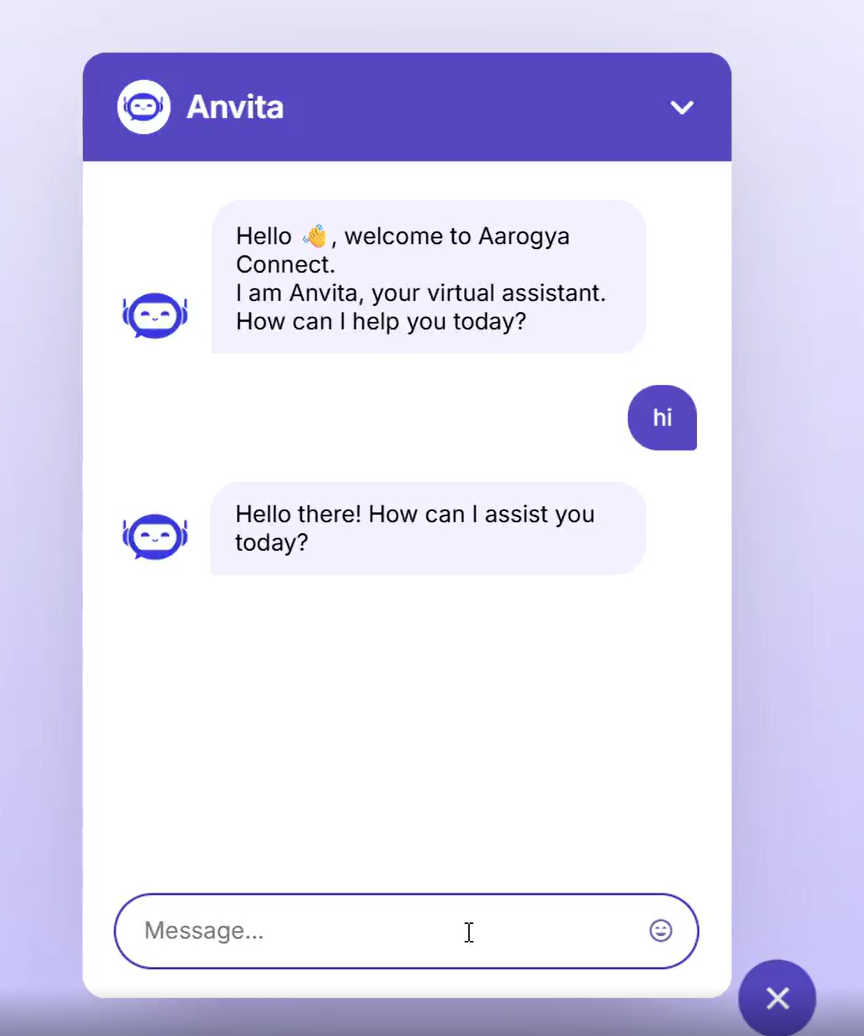 Anvita
Hello 👋, welcome to Aarogya
Connect.
I am Anvita, your virtual assistant.
How can I help you today?
hi
Hello there! How can I assist you
today?
Message...